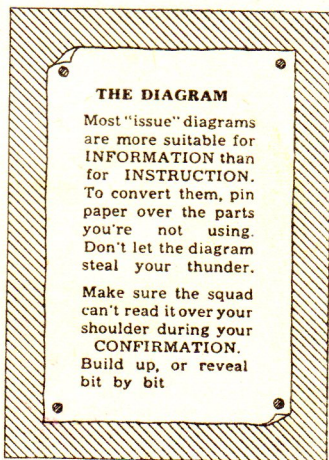 THE DIAGRAM
Most "issue" diagrams
are more suitable for
INFORMATION than
for INSTRUCTION.
To convert them, pin
paper over the parts
you're not using.
Don't let the diagram
steal your thunder.
Make sure the squad
can't read it over your
shoulder during your
CONFIRMATION.
Build up, or reveal
bit by bit